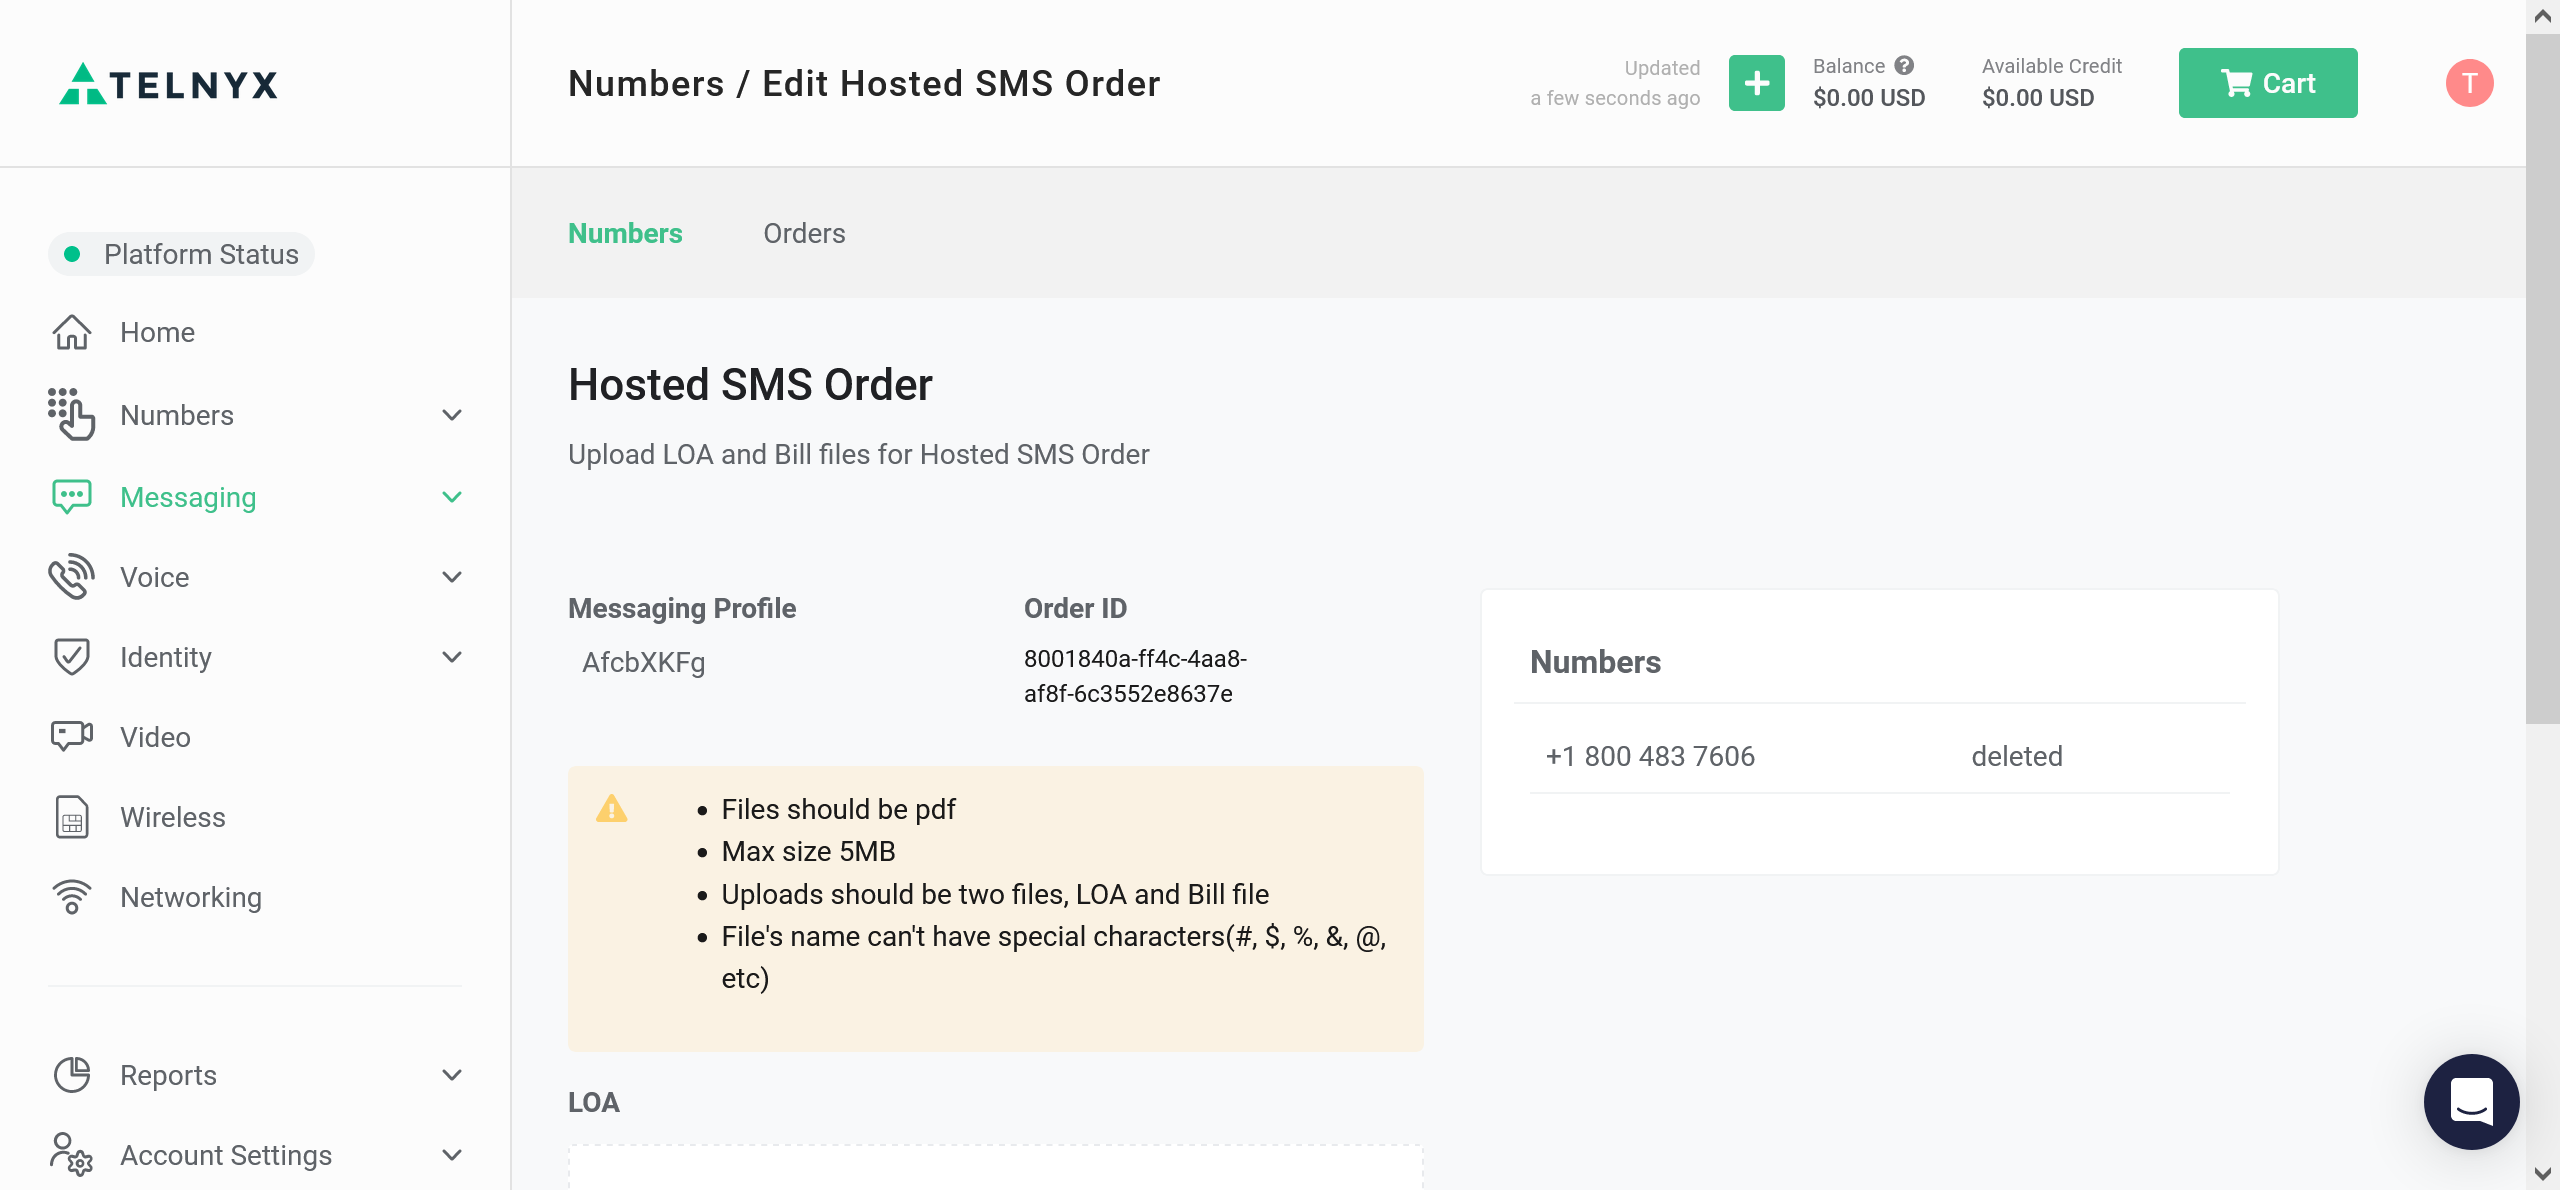 TELNYX
Numbers / Edit Hosted SMS Order
Updated
a few seconds ago
Balance
$0.00 USD
Available Credit
$0.00 USD
Cart
T
Platform Status
Home
Numbers
Messaging
Voice
Identity
Video
Wireless
Networking
Reports
Account Settings
Numbers
Orders
Hosted SMS Order
Upload LOA and Bill files for Hosted SMS Order
Messaging Profile
AfcbXKFg
Order ID
8001840a-ff4c-4aa8-
af8f-6c3552e8637e
Files should be pdf
Max size 5MB
Uploads should be two files, LOA and Bill file
File's name can't have special characters(#, $, %, &, @,
etc)
LOA
Numbers
+1 800 483 7606 deleted